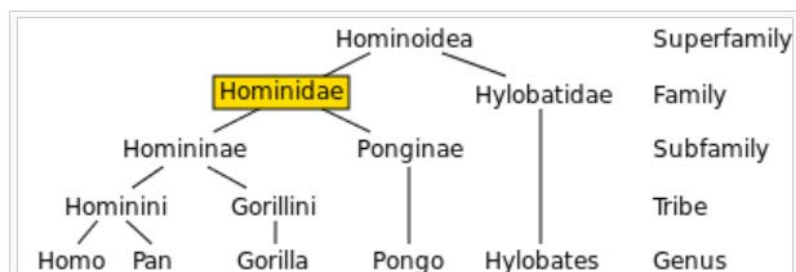 Hominoidea Superfamily
Hominidae Hylobatidae Family
Homininae Ponginae Subfamily
Hominini Gorillini Tribe
Homo Pan Gorilla Pongo Hylobates Genus